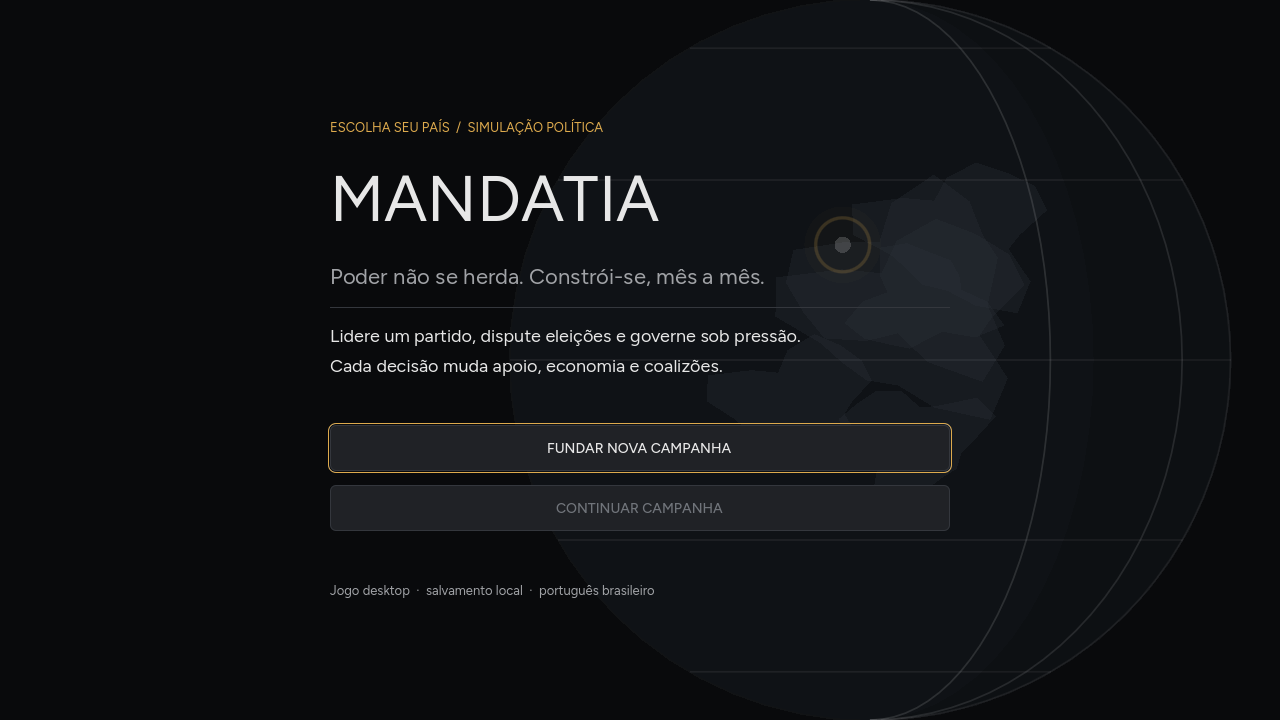 ESCOLHA SEU PAÍS / SIMULAÇÃO POLÍTICA
MANDATIA
Poder não se herda. Constrói-se, mês a mês.
Lidere um partido, dispute eleições e governe sob pressão.
Cada decisão muda apoio, economia e coalizões.
FUNDAR NOVA CAMPANHA
CONTINUAR CAMPANHA
Jogo desktop · salvamento local · português brasileiro